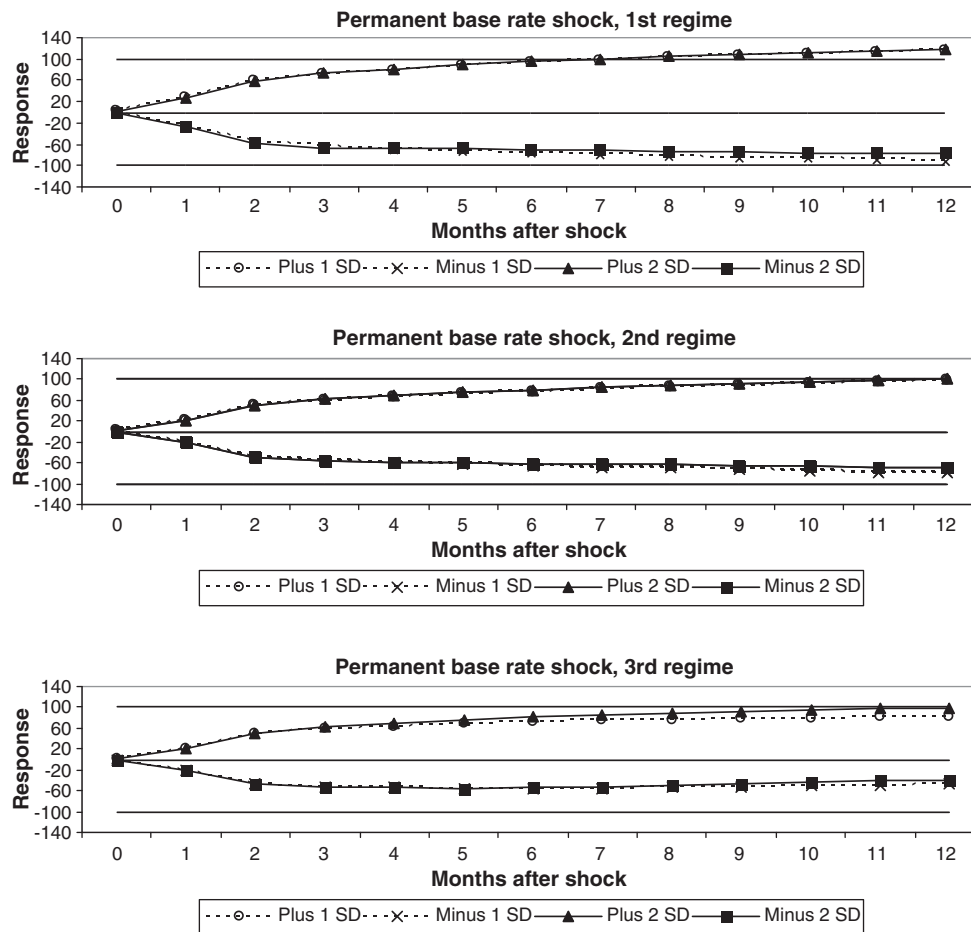 Permanent base rate shock, 1st regime
Response
140
100
60
20
-20
-60
-100
-140
0 1 2 3 4 5 6 7 8 9 10 11 12
Months after shock
Plus 1 SD Minus 1 SD Plus 2 SD Minus 2 SD
Permanent base rate shock, 2nd regime
Response
140
100
60
20
-20
-60
-100
-140
0 1 2 3 4 5 6 7 8 9 10 11 12
Months after shock
Plus 1 SD Minus 1 SD Plus 2 SD Minus 2 SD
Permanent base rate shock, 3rd regime
Response
140
100
60
20
-20
-60
-100
-140
0 1 2 3 4 5 6 7 8 9 10 11 12
Months after shock
Plus 1 SD Minus 1 SD Plus 2 SD Minus 2 SD